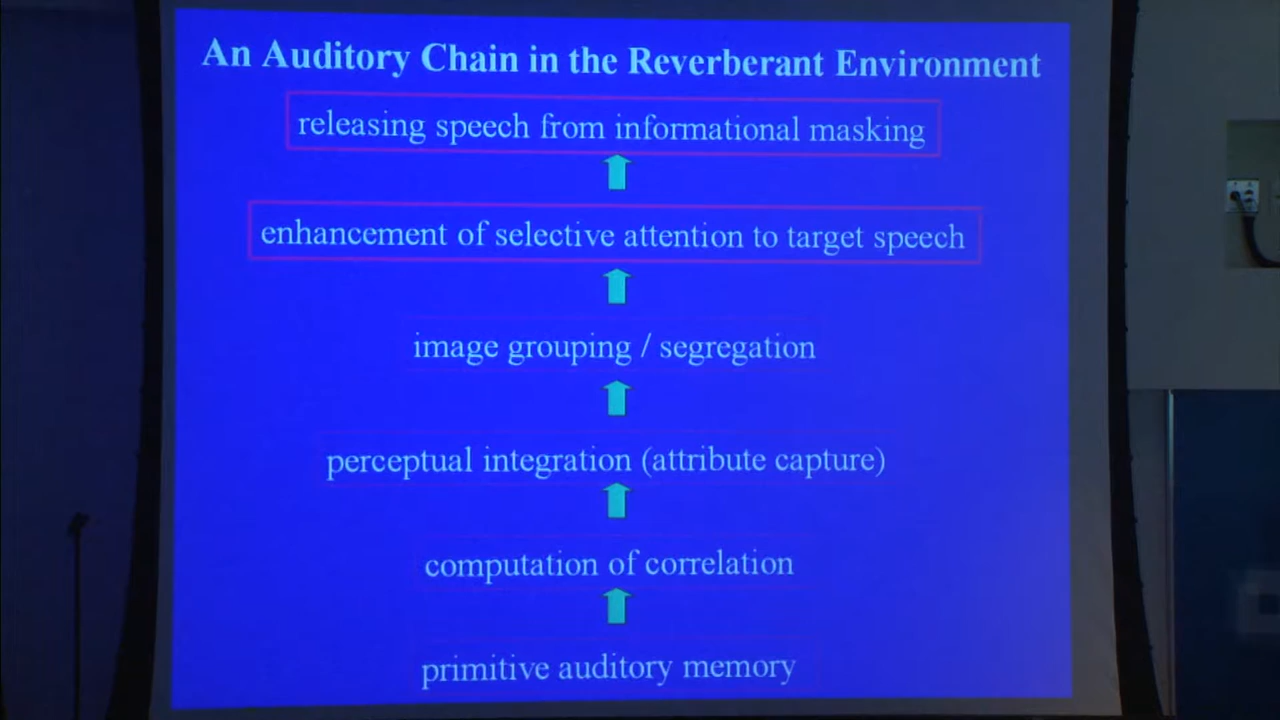 An Auditory Chain in the Reverberant Environment
releasing speech from informational masking
enhancement of selective attention to target speech
image grouping / segregation
perceptual integration (attribute capture)
computation of correlation
primitive auditory memory